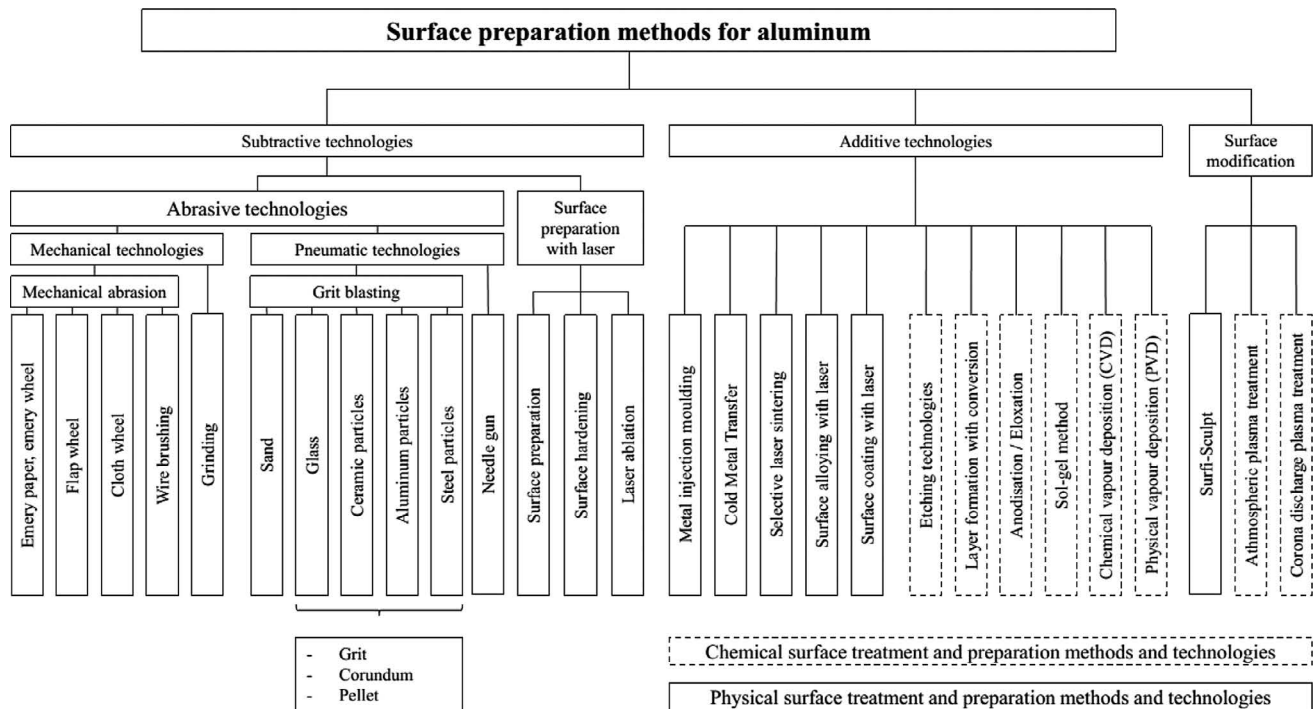 Surface preparation methods for aluminum
Subtractive technologies
Additive technologies
Surface
modification
Abrasive technologies
Surface
preparation
with laser
Mechanical technologies
Pneumatic technologies
Mechanical abrasion
Grit blasting
Emery paper, emery wheel
Flap wheel
Cloth wheel
Wire brushing
Grinding
Sand
Glass
Ceramic particles
Aluminum particles
Steel particles
Needle gun
Surface preparation
Surface hardening
Laser ablation
Metal injection moulding
Cold Metal Transfer
Selective laser sintering
Surface alloying with laser
Surface coating with laser
Etching technologies
Layer formation with conversion
Anodisation / Eloxation
Sol-gel method
Chemical vapour deposition (CVD)
Physical vapour deposition (PVD)
Surfi-Sculpt
Athmospheric plasma treatment
Corona discharge plasma treatment
- Grit
- Corundum
- Pellet
Chemical surface treatment and preparation methods and technologies
Physical surface treatment and preparation methods and technologies